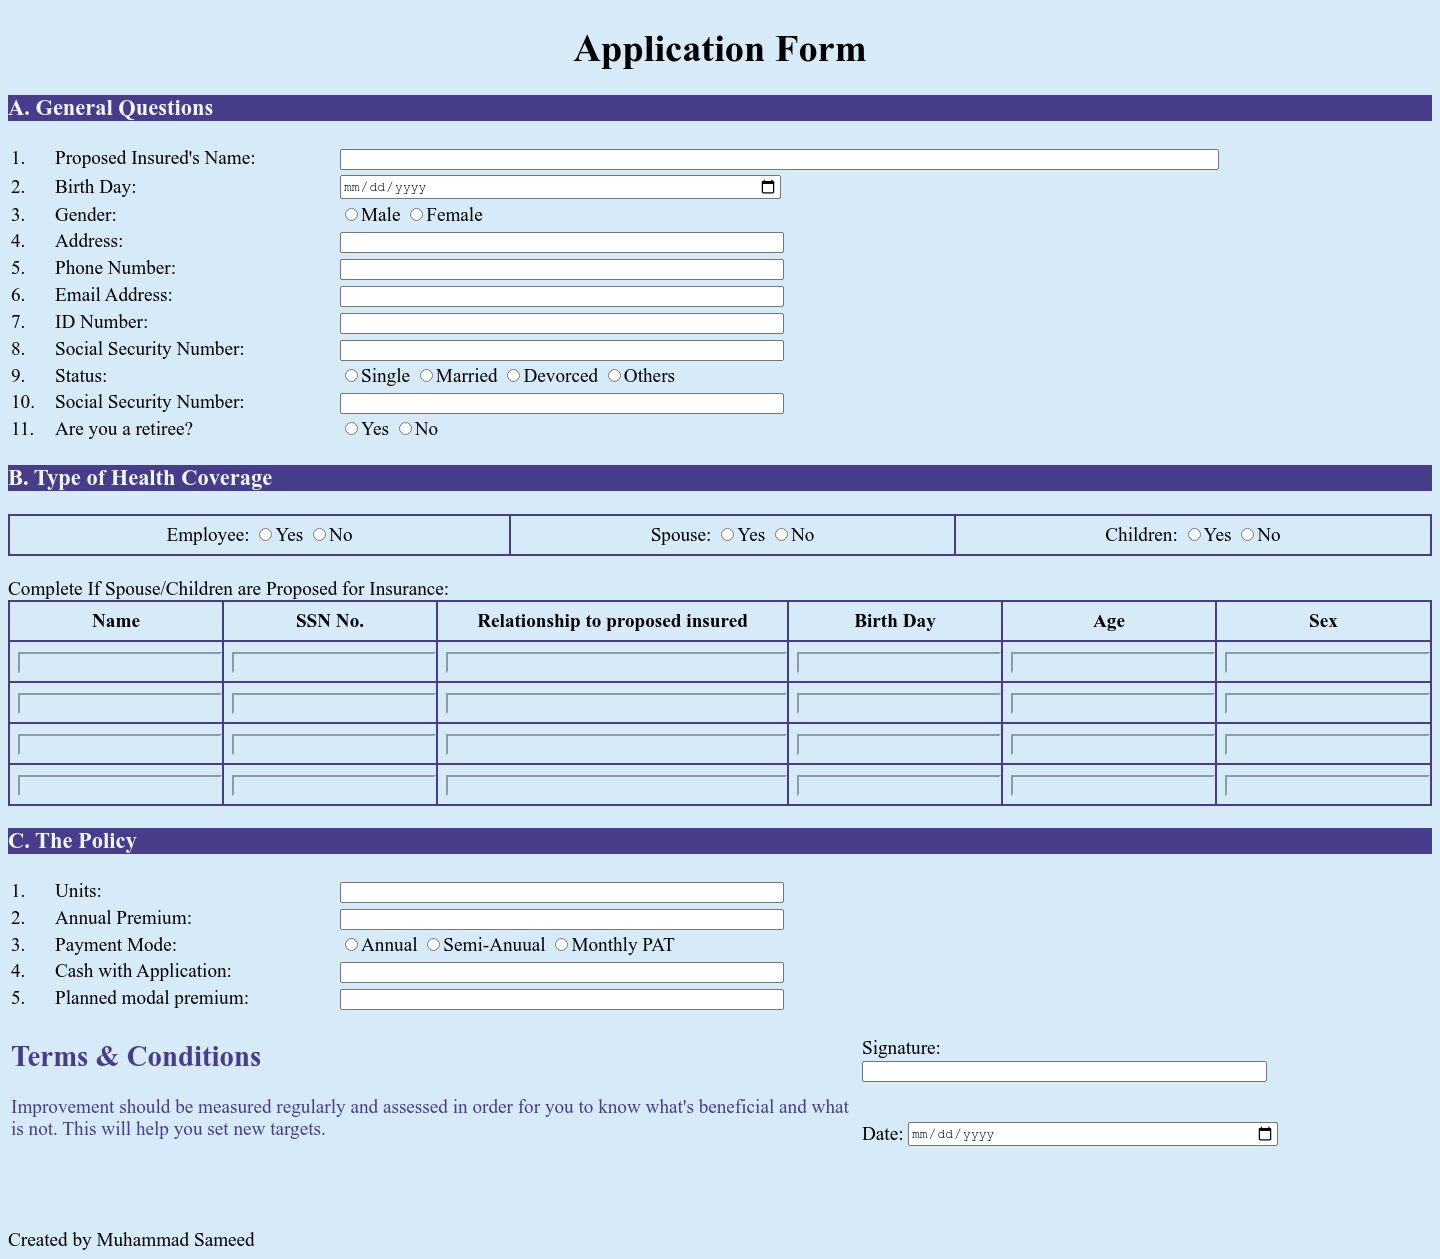 Application Form
A. General Questions
1. Proposed Insured's Name:
2. Birth Day: mm/dd/yyyy
3. Gender: Male Female
4. Address:
5. Phone Number:
6. Email Address:
7. ID Number:
8. Social Security Number:
9. Status: Single Married Devorced Others
10. Social Security Number:
11. Are you a retiree? Yes No
B. Type of Health Coverage
Employee: Yes No Spouse: Yes No Children: Yes No
Complete If Spouse/Children are Proposed for Insurance:
Name SSN No. Relationship to proposed insured Birth Day Age Sex
C. The Policy
1. Units:
2. Annual Premium:
3. Payment Mode: Annual Semi-Anuual Monthly PAT
4. Cash with Application:
5. Planned modal premium:
Terms & Conditions
Improvement should be measured regularly and assessed in order for you to know what's beneficial and what
is not. This will help you set new targets.
Signature:
Date: mm/dd/yyyy
Created by Muhammad Sameed